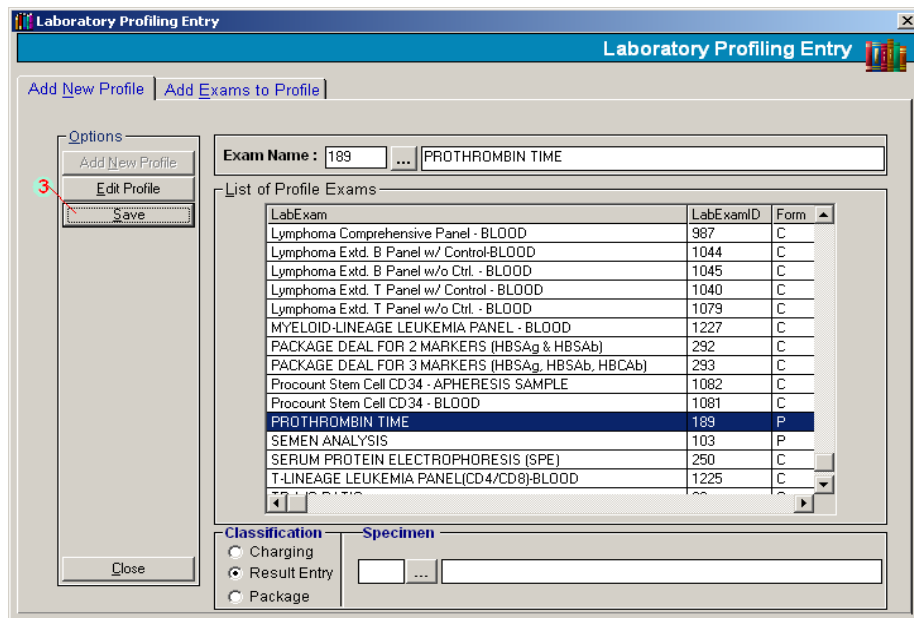 Laboratory Profiling Entry
Laboratory Profiling Entry
Add New Profile Add Exams to Profile
Options
Add New Profile
Edit Profile
Save
Close
3
Exam Name : 189 ... PROTHROMBIN TIME
List of Profile Exams
LabExam LabExamID Form
Lymphoma Comprehensive Panel - BLOOD 987 C
Lymphoma Extd. B Panel w/ Control-BLOOD 1044 C
Lymphoma Extd. B Panel w/o Ctrl. - BLOOD 1045 C
Lymphoma Extd. T Panel w/ Control - BLOOD 1040 C
Lymphoma Extd. T Panel w/o Ctrl. - BLOOD 1079 C
MYELOID-LINEAGE LEUKEMIA PANEL - BLOOD 1227 C
PACKAGE DEAL FOR 2 MARKERS (HBSAg & HBSAb) 292 C
PACKAGE DEAL FOR 3 MARKERS (HBSAg, HBSAb, HBCAb) 293 C
Procount Stem Cell CD34 - APHERESIS SAMPLE 1082 C
Procount Stem Cell CD34 - BLOOD 1081 C
PROTHROMBIN TIME 189 P
SEMEN ANALYSIS 103 P
SERUM PROTEIN ELECTROPHORESIS (SPE) 250 C
T-LINEAGE LEUKEMIA PANEL(CD4/CD8)-BLOOD 1225 C
Classification
Charging
Result Entry
Package
Specimen
...